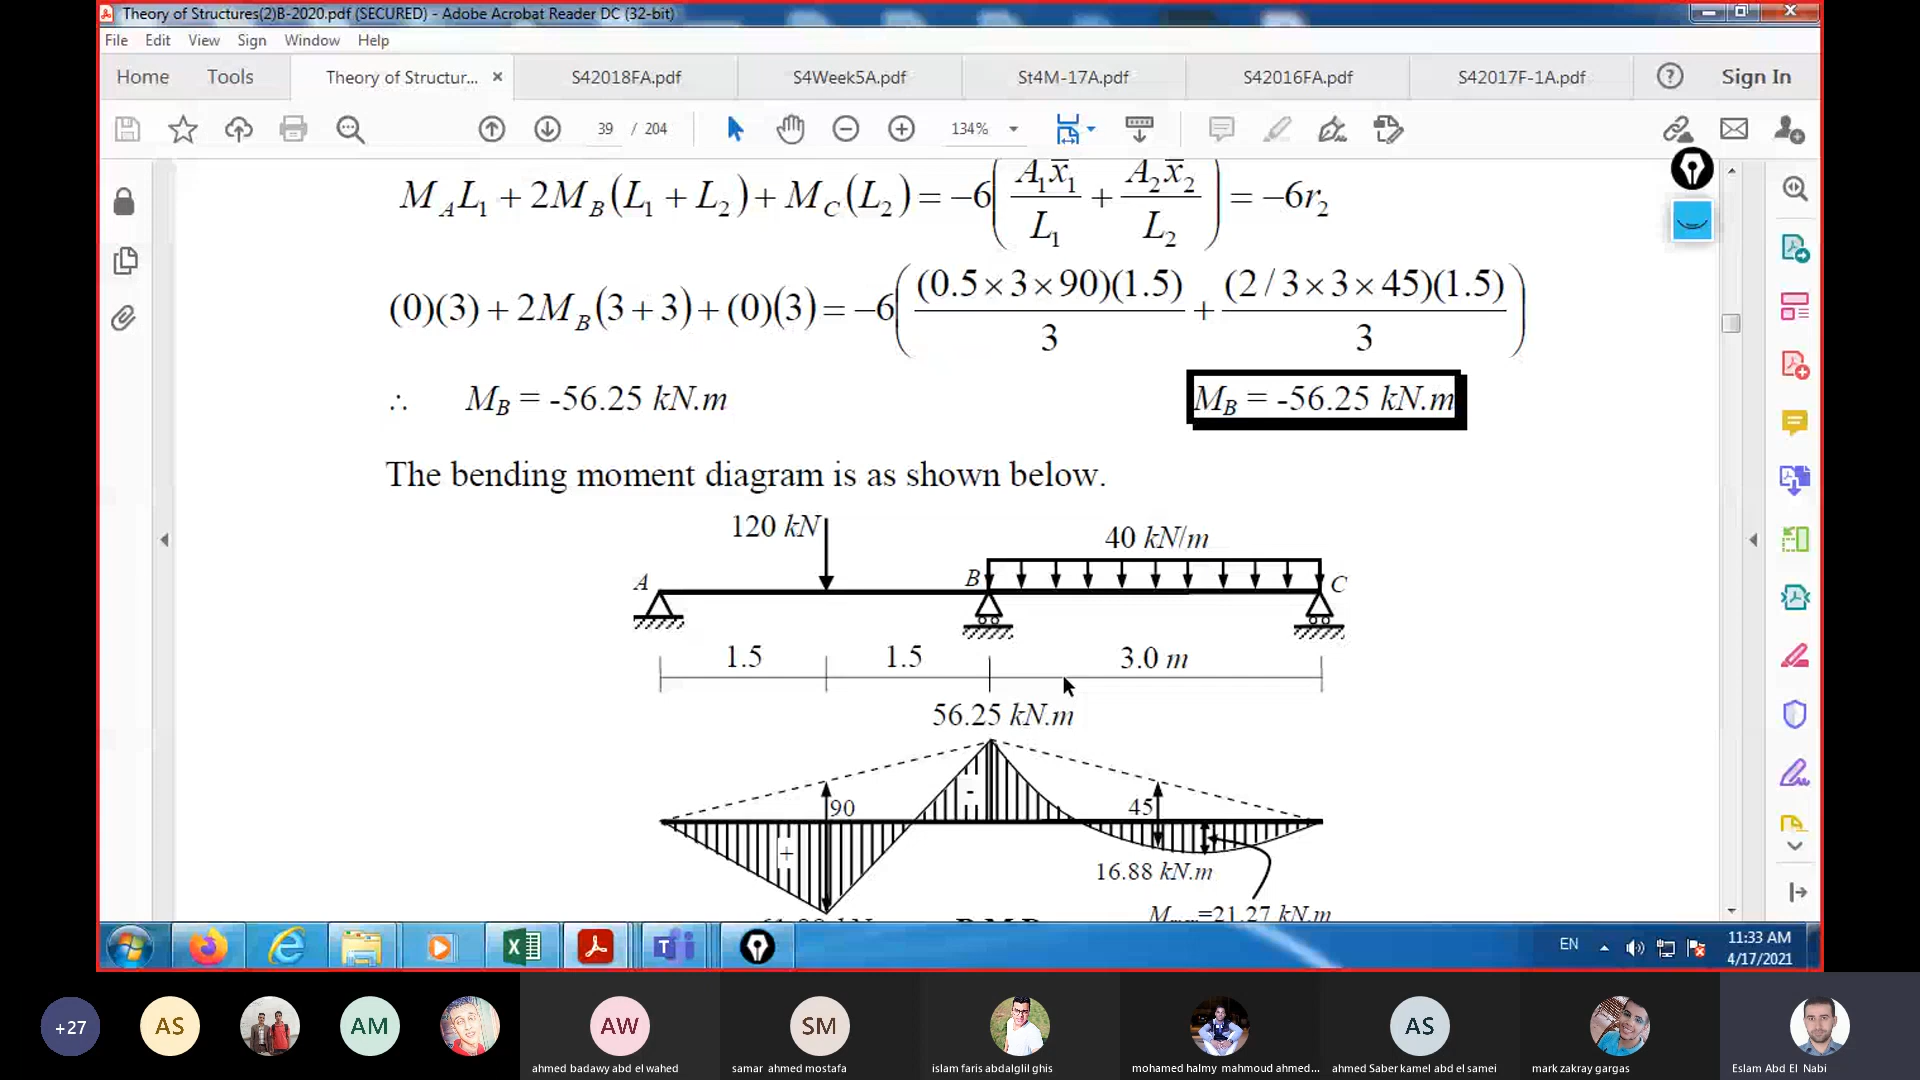 Theory of Structures(2)B-2020.pdf (SECURED) - Adobe Acrobat Reader DC (32-bit)
File Edit View Sign Window Help
Home Tools Theory of Structur... × S42018FA.pdf S4Week5A.pdf St4M-17A.pdf S42016FA.pdf S42017F-1A.pdf Sign In
39 / 204 134%
M_A L_1 + 2M_B(L_1 + L_2) + M_C(L_2) = -6(A_1x̅_1/L_1 + A_2x̅_2/L_2) = -6r_2
(0)(3) + 2M_B(3+3) + (0)(3) = -6((0.5×3×90)(1.5)/3 + (2/3×3×45)(1.5)/3)
∴ M_B = -56.25 kN.m M_B = -56.25 kN.m
The bending moment diagram is as shown below.
120 kN 40 kN/m
A B C
1.5 1.5 3.0 m
56.25 kN.m
90 45
+ -
16.88 kN.m
=21.27 kN.m
EN 11:33 AM
4/17/2021
+27 AS AM AW SM AS
ahmed badawy abd el wahed samar ahmed mostafa islam faris abdalglil ghis mohamed halmy mahmoud ahmed... ahmed Saber kamel abd el samei mark zakray gargas Eslam Abd El Nabi